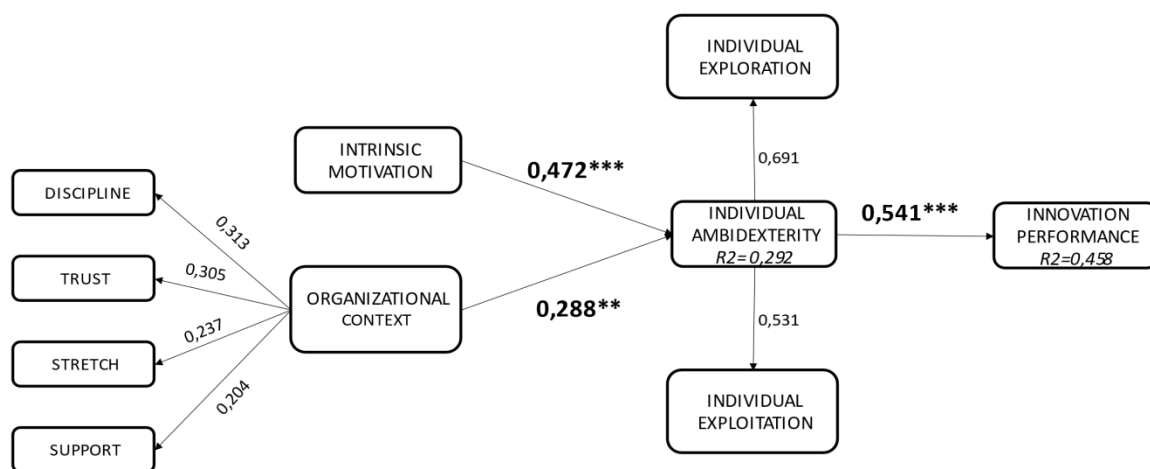 INDIVIDUAL
EXPLORATION
0,691
INTRINSIC
MOTIVATION
0,472***
DISCIPLINE
0,313
TRUST
0,305
ORGANIZATIONAL
CONTEXT
0,288**
STRETCH
0,237
SUPPORT
0,204
INDIVIDUAL
AMBIDEXTERITY
R2= 0,292
0,541***
INNOVATION
PERFORMANCE
R2=0,458
0,531
INDIVIDUAL
EXPLOITATION